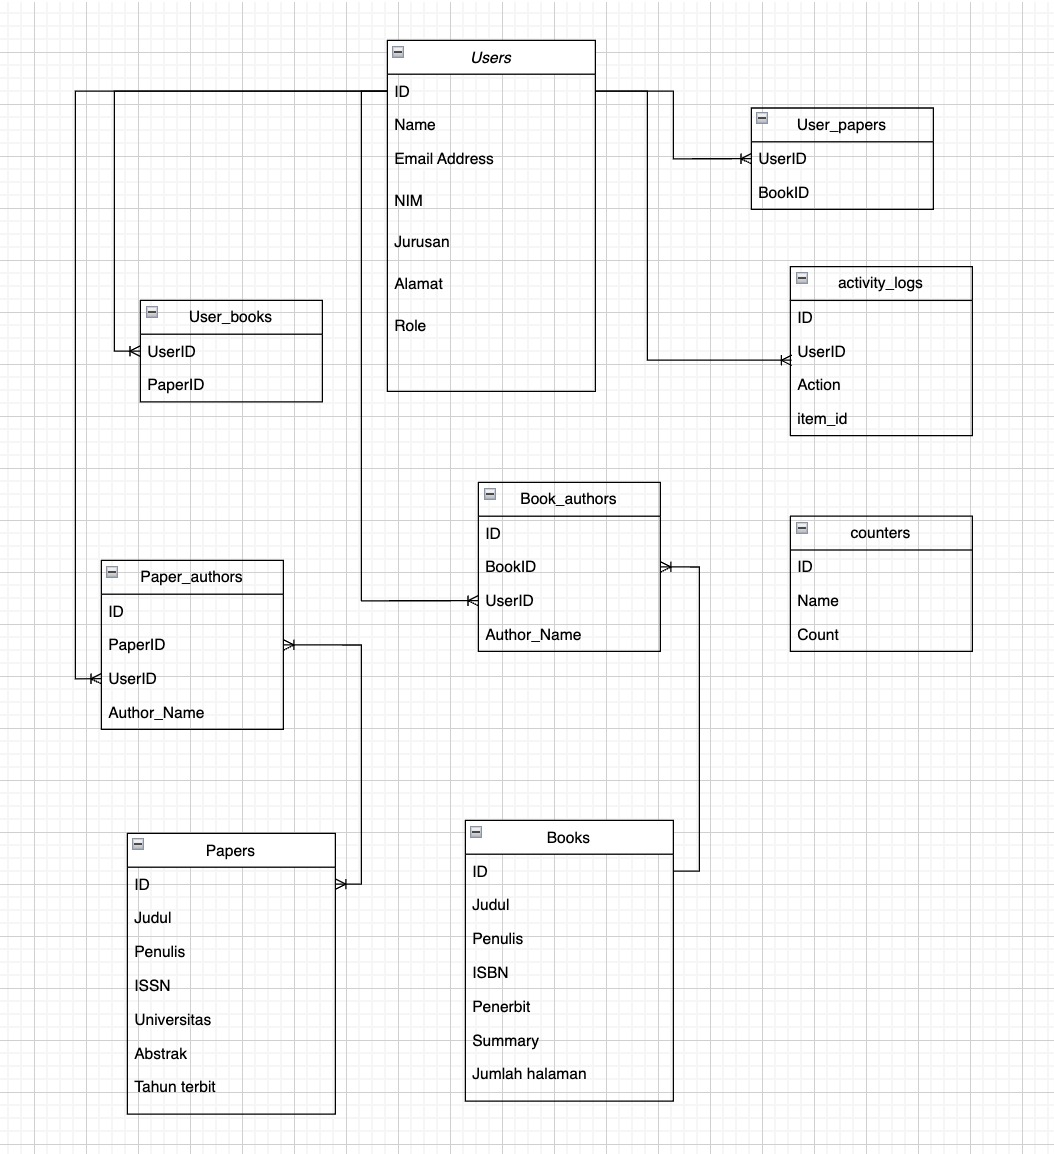 Users
ID
Name
Email Address
NIM
Jurusan
Alamat
Role
User_papers
UserID
BookID
activity_logs
ID
UserID
Action
item_id
User_books
UserID
PaperID
Book_authors
ID
BookID
UserID
Author_Name
counters
ID
Name
Count
Paper_authors
ID
PaperID
UserID
Author_Name
Papers
ID
Judul
Penulis
ISSN
Universitas
Abstrak
Tahun terbit
Books
ID
Judul
Penulis
ISBN
Penerbit
Summary
Jumlah halaman